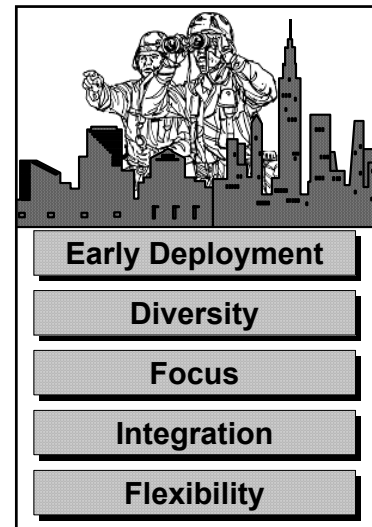 Early Deployment
Diversity
Focus
Integration
Flexibility